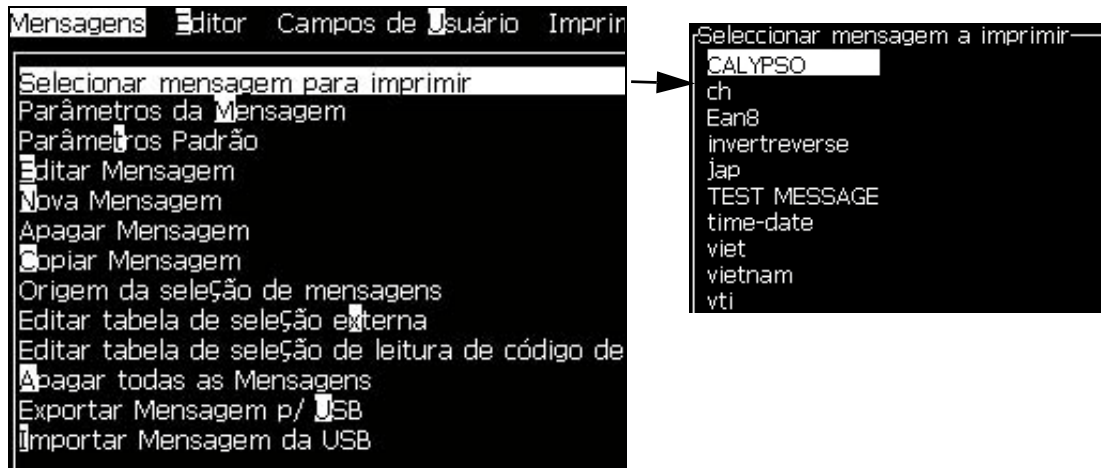 Mensagens Editor Campos de Usuário Imprim
Selecionar mensagem para imprimir
Parâmetros da Mensagem
Parâmetros Padrão
Editar Mensagem
Nova Mensagem
Apagar Mensagem
Copiar Mensagem
Origem da seleção de mensagens
Editar tabela de seleção externa
Editar tabela de seleção de leitura de código de
Apagar todas as Mensagens
Exportar Mensagem p/ USB
Importar Mensagem da USB
Seleccionar mensagem a imprimir
CALYPSO
ch
Ean8
invertreverse
jap
TEST MESSAGE
time-date
viet
vietnam
vti